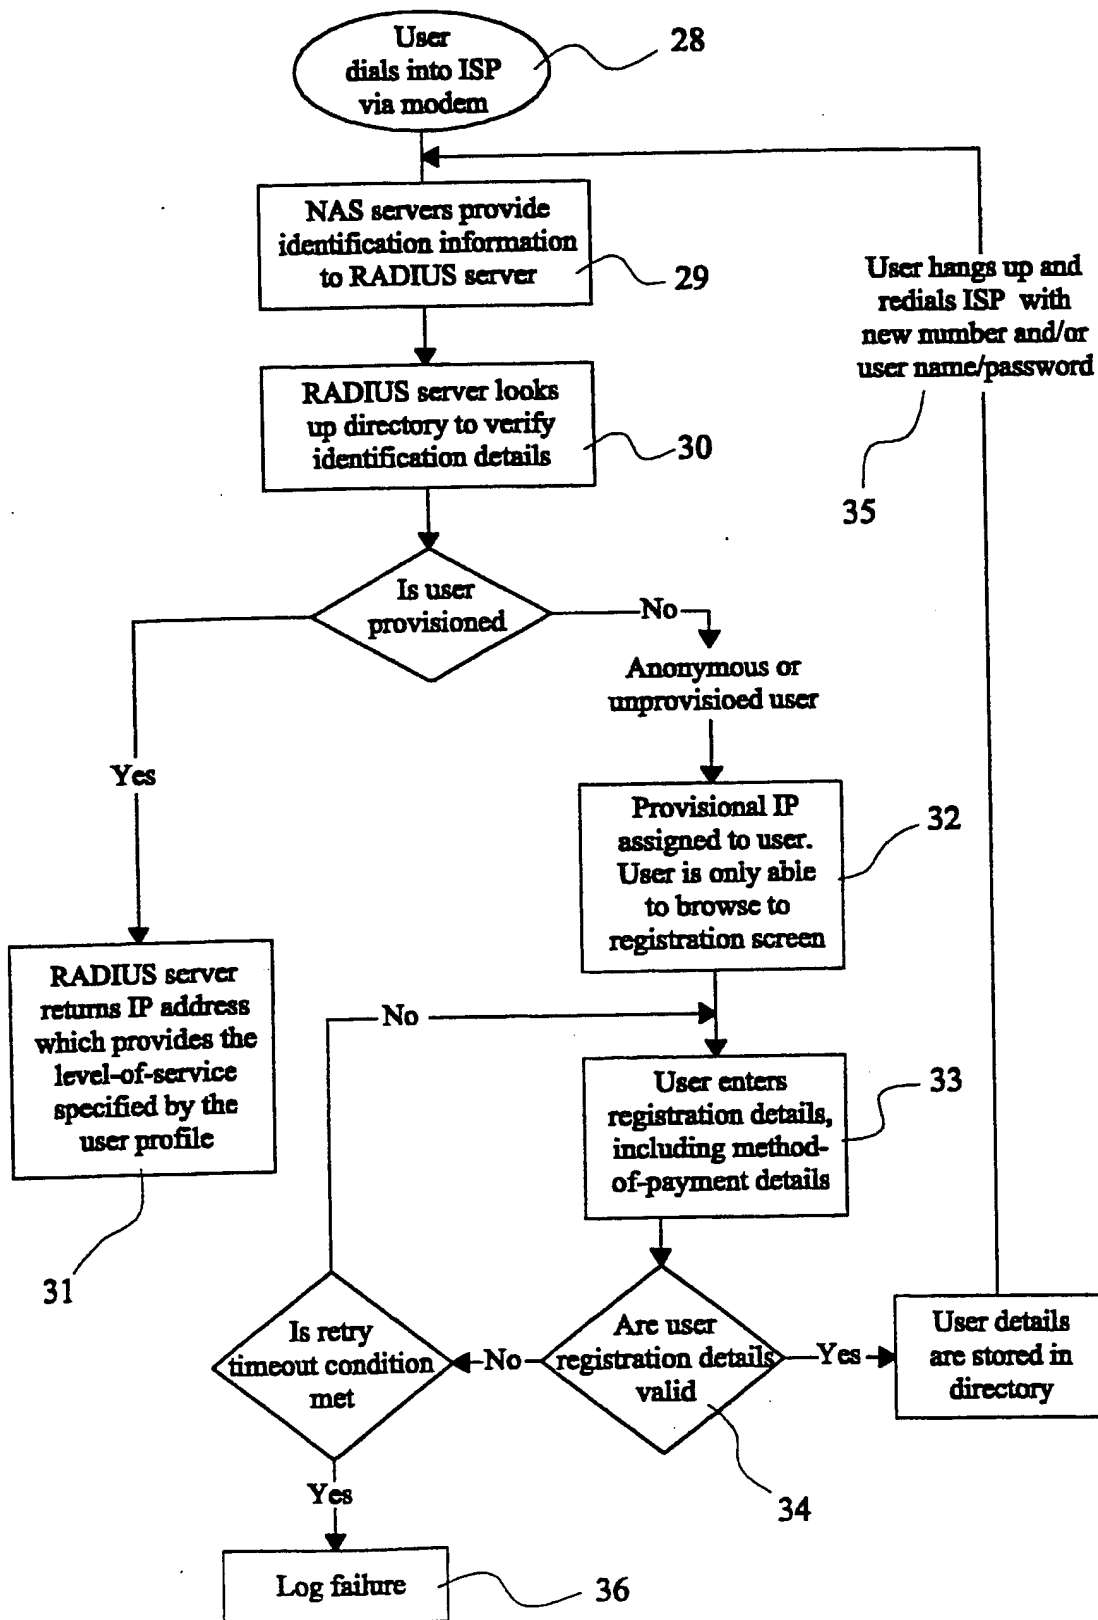 User
dials into ISP
via modem
28
NAS servers provide
identification information
to RADIUS server
29
User hangs up and
redials ISP with
new number and/or
user name/password
35
RADIUS server looks
up directory to verify
identification details
30
Is user
provisioned
No
Anonymous or
unprovisioed user
Yes
Provisional IP
assigned to user.
User is only able
to browse to
registration screen
32
RADIUS server
returns IP address
which provides the
level-of-service
specified by the
user profile
31
No
User enters
registration details,
including method-
of-payment details
33
Is retry
timeout condition
met
No
Are user
registration details
valid
34
Yes
User details
are stored in
directory
Yes
Log failure
36